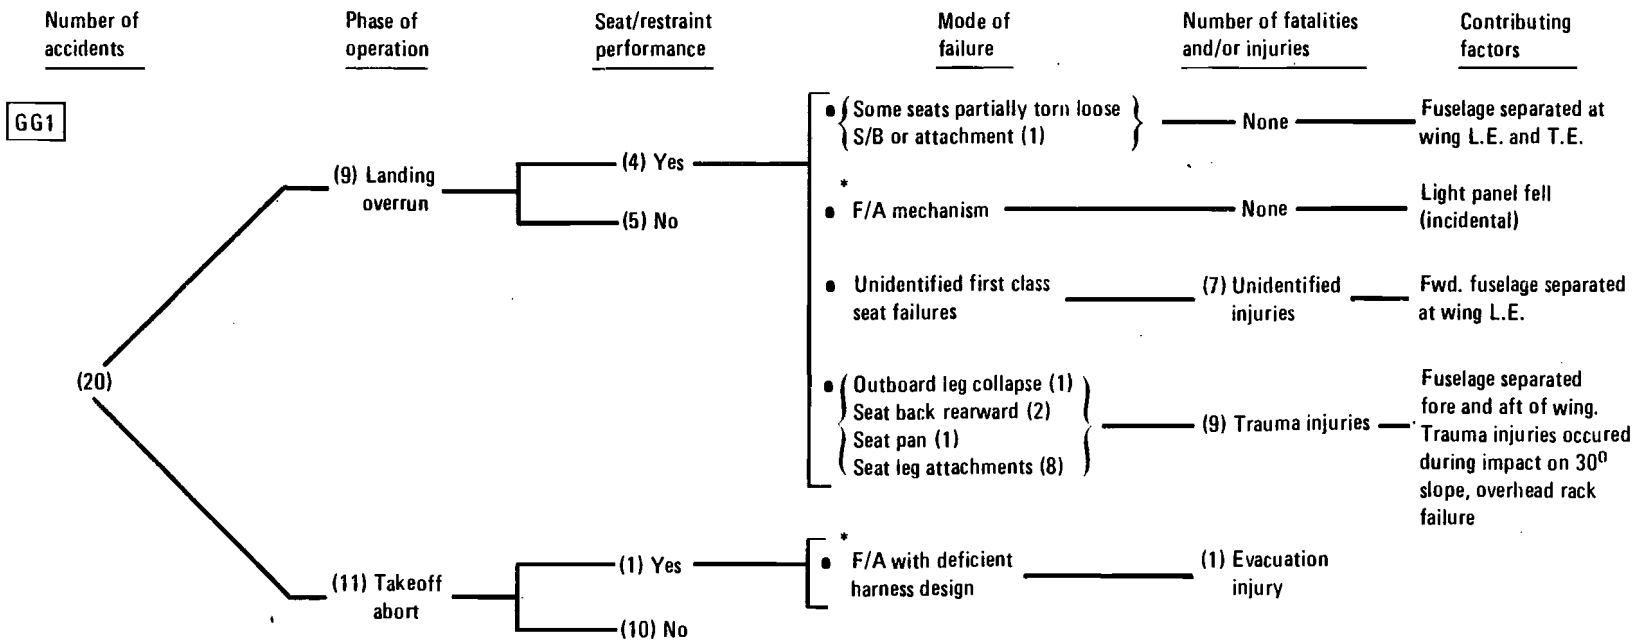 Number of accidents
Phase of operation
Seat/restraint performance
Mode of failure
Number of fatalities and/or injuries
Contributing factors
GG1
(20)
(9) Landing
overrun
(4) Yes
(5) No
• Some seats partially torn loose
S/B or attachment (1)
None
Fuselage separated at
wing L.E. and T.E.
*
• F/A mechanism
None
Light panel fell
(incidental)
• Unidentified first class
seat failures
(7) Unidentified
injuries
Fwd. fuselage separated
at wing L.E.
• Outboard leg collapse (1)
Seat back rearward (2)
Seat pan (1)
Seat leg attachments (8)
(9) Trauma injuries
Fuselage separated
fore and aft of wing.
Trauma injuries occured
during impact on 30⁰
slope, overhead rack
failure
(11) Takeoff
abort
(1) Yes
(10) No
*
• F/A with deficient
harness design
(1) Evacuation
injury